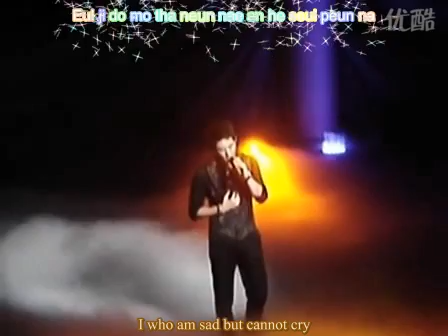 Eui ji do mo tha neun nae an he seul peun na
优酷
I who am sad but cannot cry